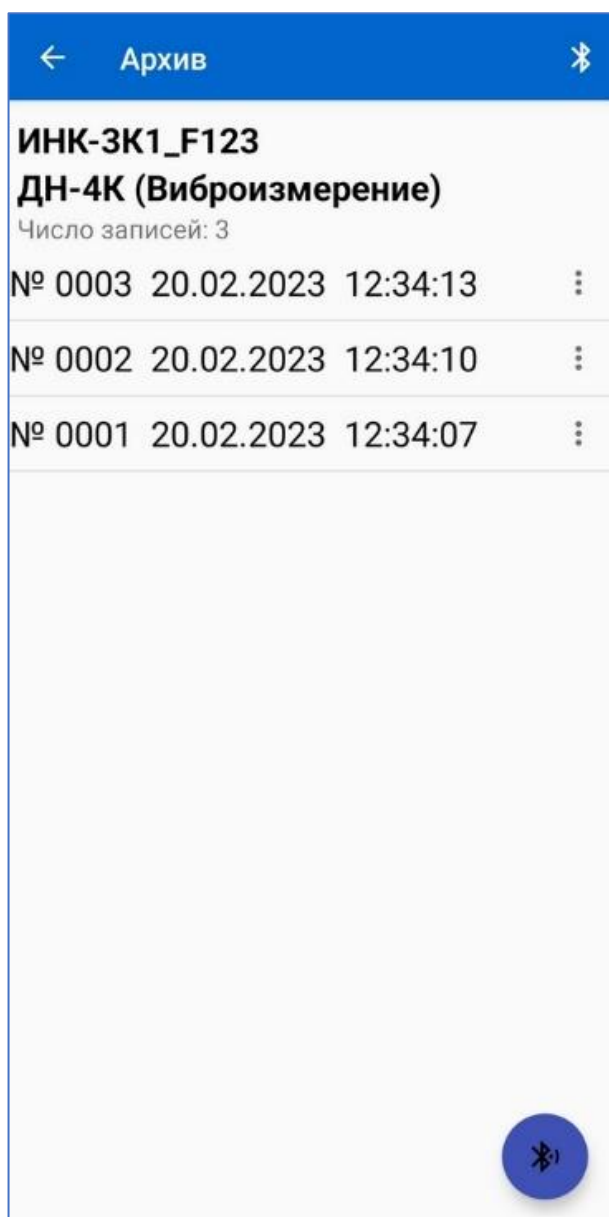 Архив
ИНК-3К1_F123
ДН-4К (Виброизмерение)
Число записей: 3
№ 0003 20.02.2023 12:34:13
№ 0002 20.02.2023 12:34:10
№ 0001 20.02.2023 12:34:07